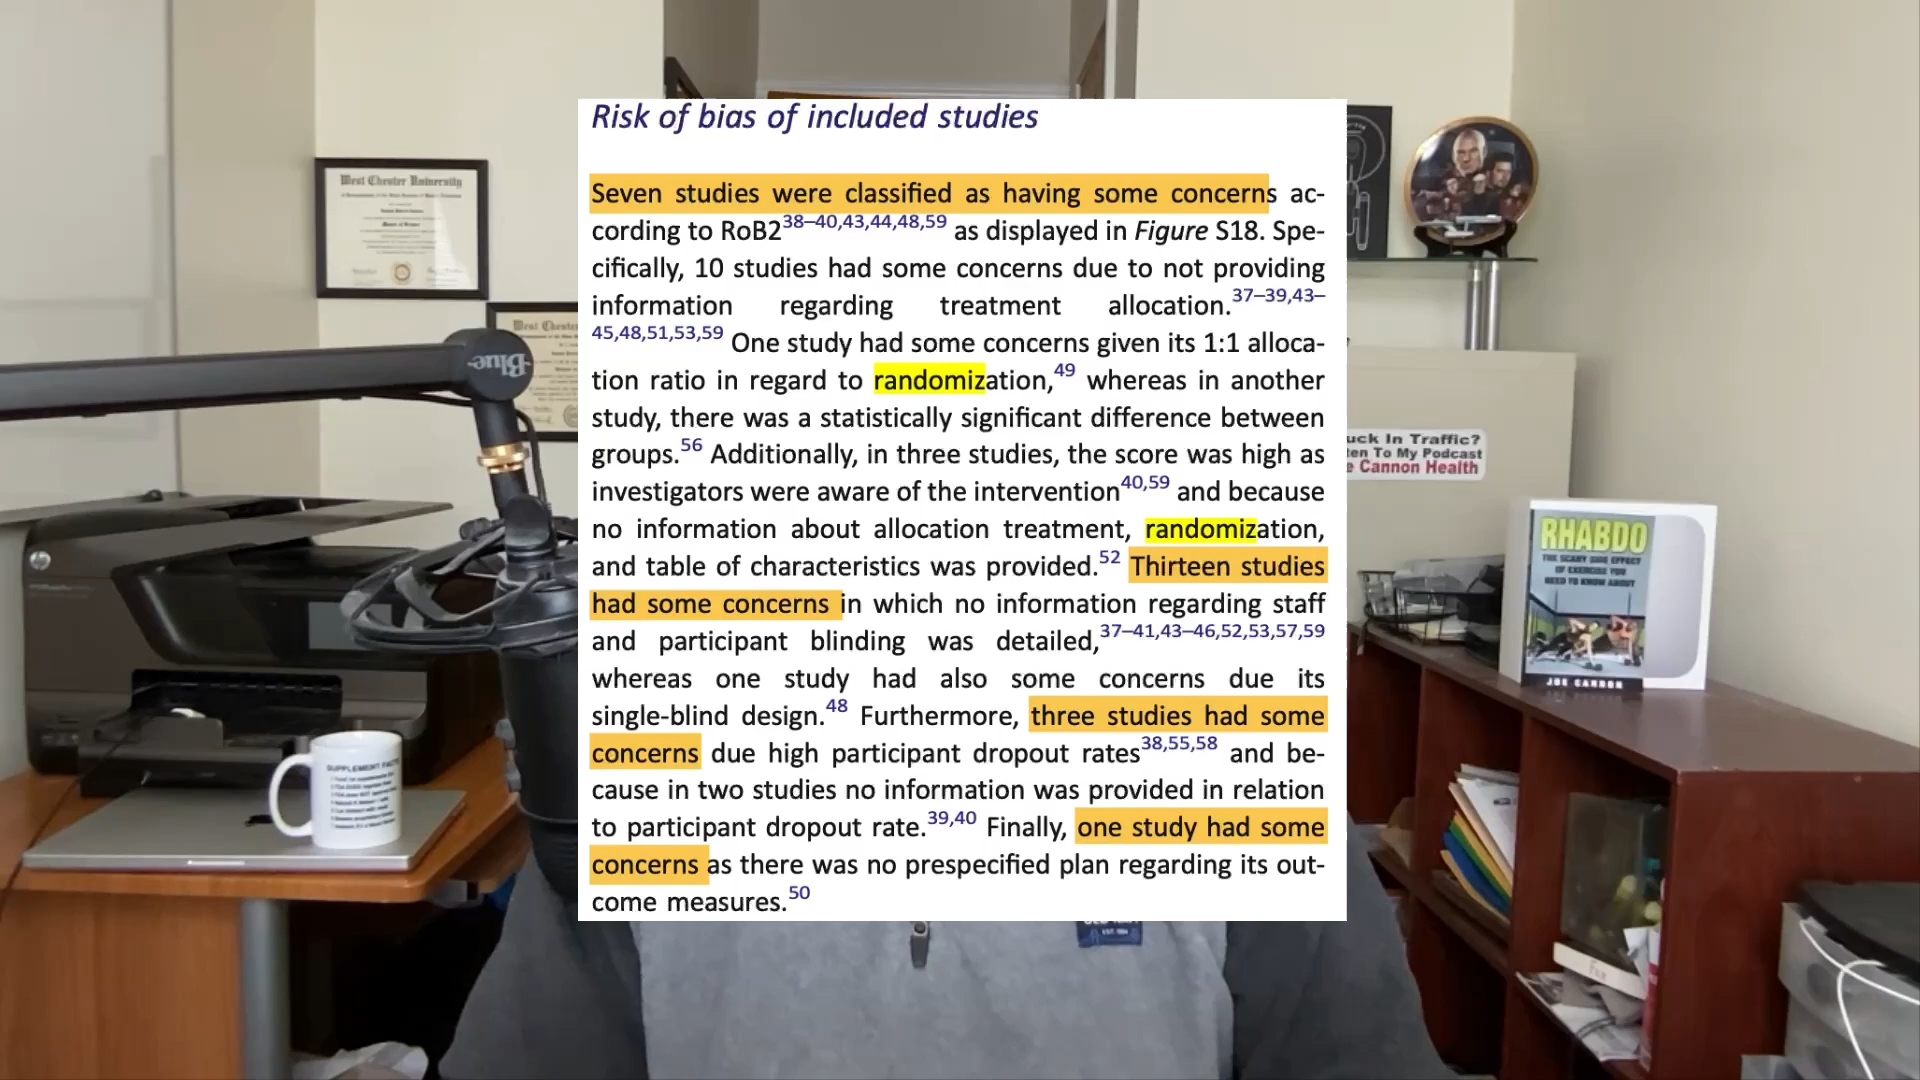 Risk of bias of included studies
Seven studies were classified as having some concerns ac-
cording to RoB238–40,43,44,48,59 as displayed in Figure S18. Spe-
cifically, 10 studies had some concerns due to not providing
information regarding treatment allocation.37–39,43–
45,48,51,53,59 One study had some concerns given its 1:1 alloca-
tion ratio in regard to randomization,49 whereas in another
study, there was a statistically significant difference between
groups.56 Additionally, in three studies, the score was high as
investigators were aware of the intervention40,59 and because
no information about allocation treatment, randomization,
and table of characteristics was provided.52 Thirteen studies
had some concerns in which no information regarding staff
and participant blinding was detailed,37–41,43–46,52,53,57,59
whereas one study had also some concerns due its
single-blind design.48 Furthermore, three studies had some
concerns due high participant dropout rates38,55,58 and be-
cause in two studies no information was provided in relation
to participant dropout rate.39,40 Finally, one study had some
concerns as there was no prespecified plan regarding its out-
come measures.50
West Chester University
West Cheste
Blue
hp
SUPPLEMENT FACTS
uck In Traffic?
ten To My Podcast
e Cannon Health
RHABDO
THE SCARY SIDE EFFECT
OF EXERCISE YOU
NEED TO KNOW ABOUT
JOE CANNON